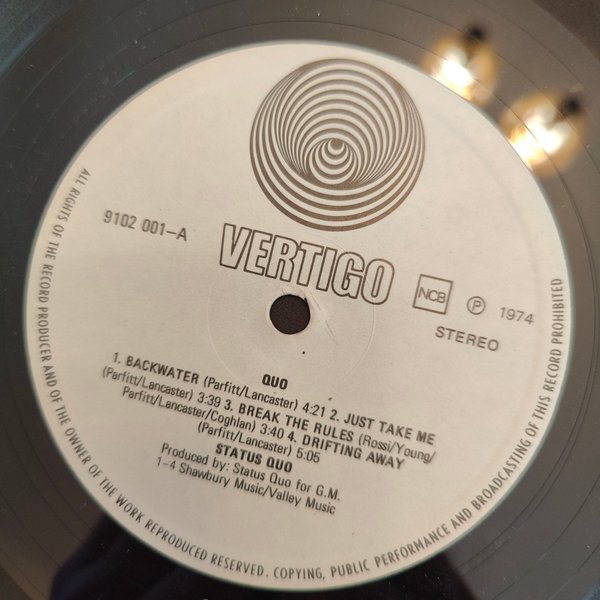 9102 001-A
VERTIGO
NCB
Ⓟ 1974
STEREO
QUO
1. BACKWATER (Parfitt/Lancaster) 4:21 2. JUST TAKE ME
(Parfitt/Lancaster) 3:39 3. BREAK THE RULES (Rossi/Young/
Parfitt/Lancaster/Coghlan) 3:40 4. DRIFTING AWAY
(Parfitt/Lancaster) 5:05
STATUS QUO
Produced by: Status Quo for G.M.
1-4 Shawbury Music/Valley Music
ALL RIGHTS OF THE RECORD PRODUCER AND OF THE OWNER OF THE WORK REPRODUCED RESERVED. COPYING, PUBLIC PERFORMANCE AND BROADCASTING OF THIS RECORD PROHIBITED